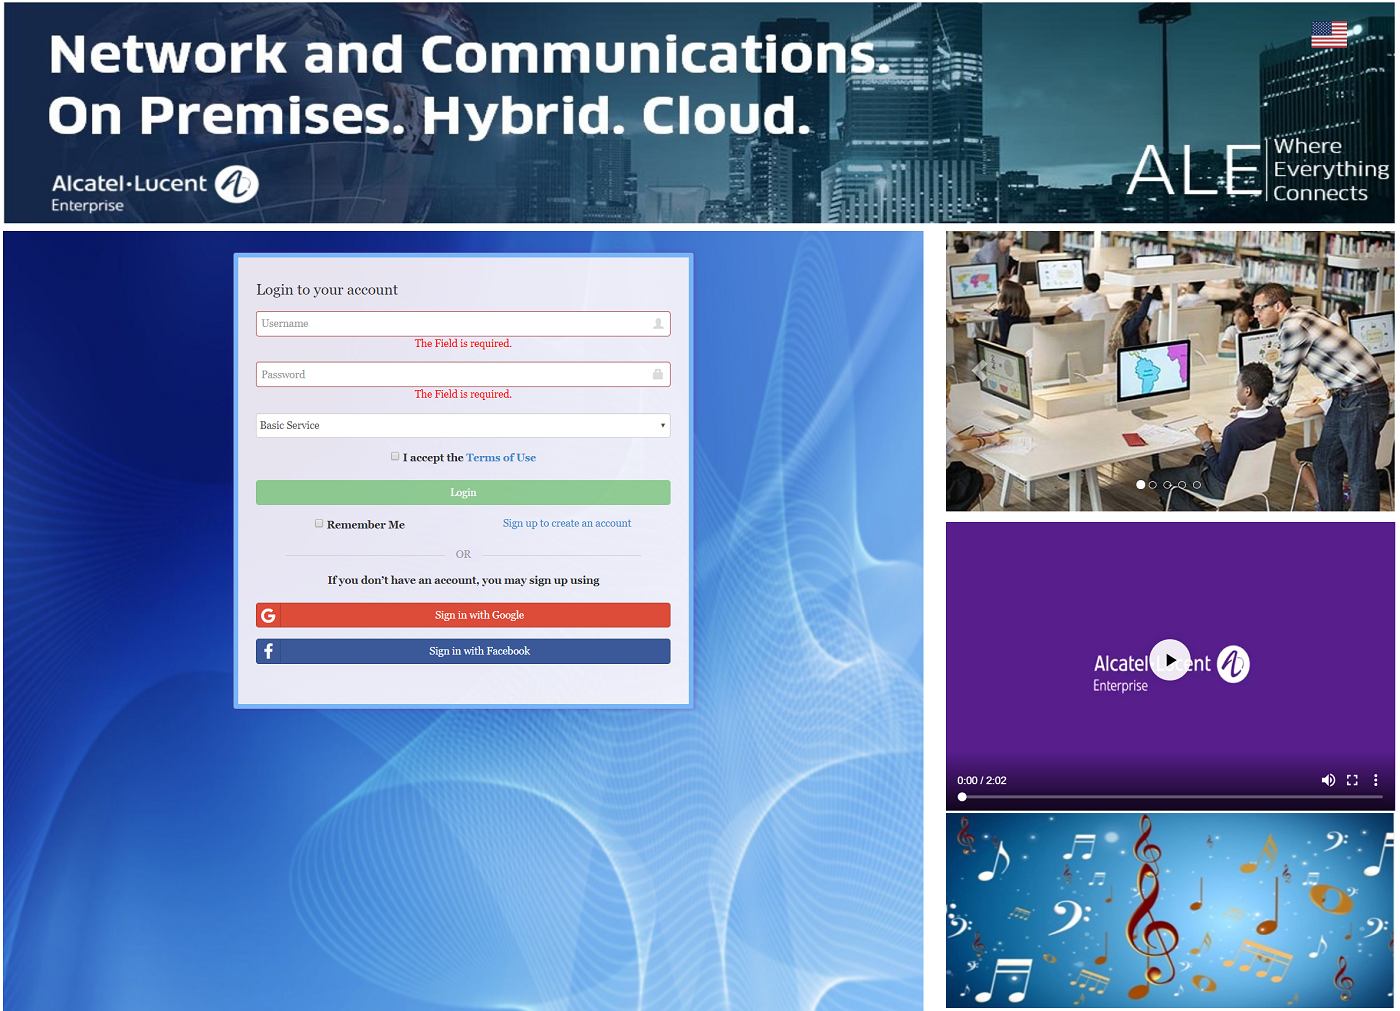 Network and Communications.
On Premises. Hybrid. Cloud.
Alcatel·Lucent
Enterprise
ALE
Where
Everything
Connects
Login to your account
Username
The Field is required.
Password
The Field is required.
Basic Service
I accept the Terms of Use
Login
Remember Me
Sign up to create an account
OR
If you don't have an account, you may sign up using
G
Sign in with Google
f
Sign in with Facebook
Enterprise
0:00 / 2:02